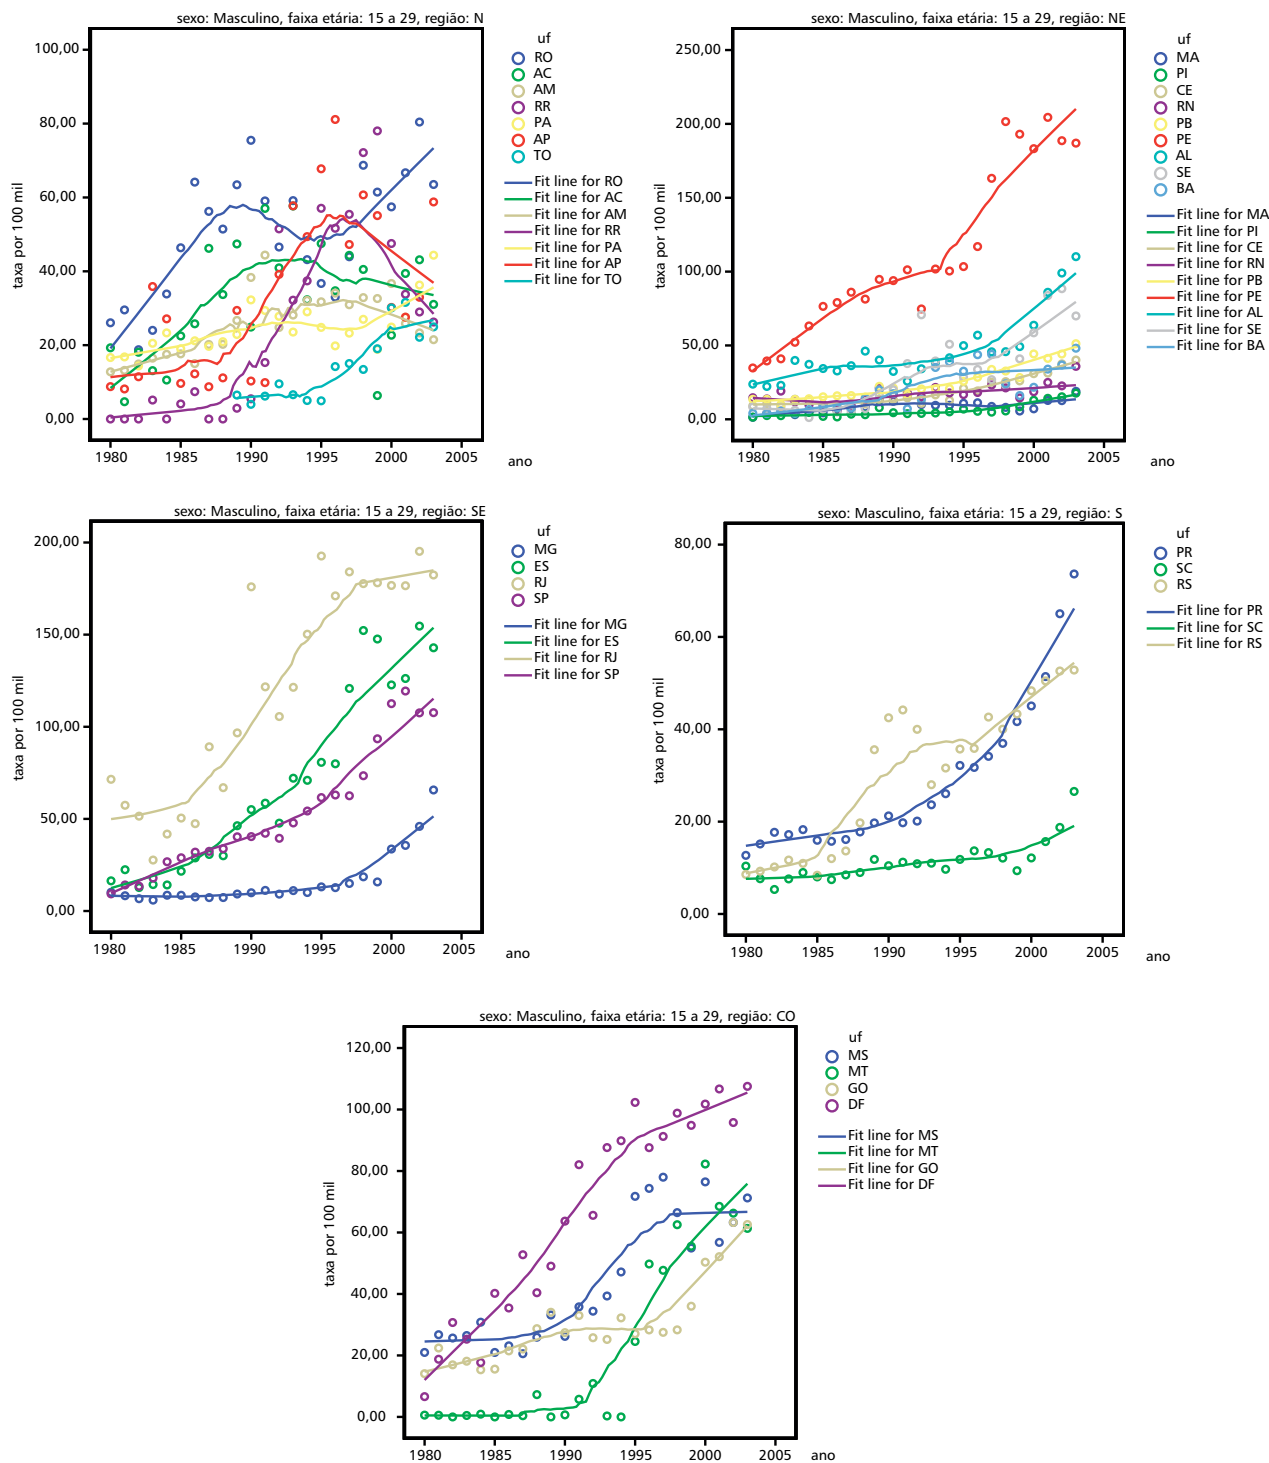 sexo: Masculino, faixa etária: 15 a 29, região: N
100,00
80,00
60,00
40,00
20,00
0,00
taxa por 100 mil
1980 1985 1990 1995 2000 2005
ano
uf
RO
AC
AM
RR
PA
AP
TO
Fit line for RO
Fit line for AC
Fit line for AM
Fit line for RR
Fit line for PA
Fit line for AP
Fit line for TO
sexo: Masculino, faixa etária: 15 a 29, região: NE
250,00
200,00
150,00
100,00
50,00
0,00
taxa por 100 mil
1980 1985 1990 1995 2000 2005
ano
uf
MA
PI
CE
RN
PB
PE
AL
SE
BA
Fit line for MA
Fit line for PI
Fit line for CE
Fit line for RN
Fit line for PB
Fit line for PE
Fit line for AL
Fit line for SE
Fit line for BA
sexo: Masculino, faixa etária: 15 a 29, região: SE
200,00
150,00
100,00
50,00
0,00
taxa por 100 mil
1980 1985 1990 1995 2000 2005
ano
uf
MG
ES
RJ
SP
Fit line for MG
Fit line for ES
Fit line for RJ
Fit line for SP
sexo: Masculino, faixa etária: 15 a 29, região: S
80,00
60,00
40,00
20,00
0,00
taxa por 100 mil
1980 1985 1990 1995 2000 2005
ano
uf
PR
SC
RS
Fit line for PR
Fit line for SC
Fit line for RS
sexo: Masculino, faixa etária: 15 a 29, região: CO
120,00
100,00
80,00
60,00
40,00
20,00
0,00
taxa por 100 mil
1980 1985 1990 1995 2000 2005
ano
uf
MS
MT
GO
DF
Fit line for MS
Fit line for MT
Fit line for GO
Fit line for DF